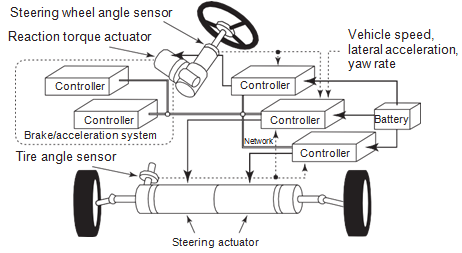 Steering wheel angle sensor
Reaction torque actuator
Vehicle speed,
lateral acceleration,
yaw rate
Controller
Controller
Controller
Controller
Battery
Brake/acceleration system
Network
Controller
Tire angle sensor
Steering actuator